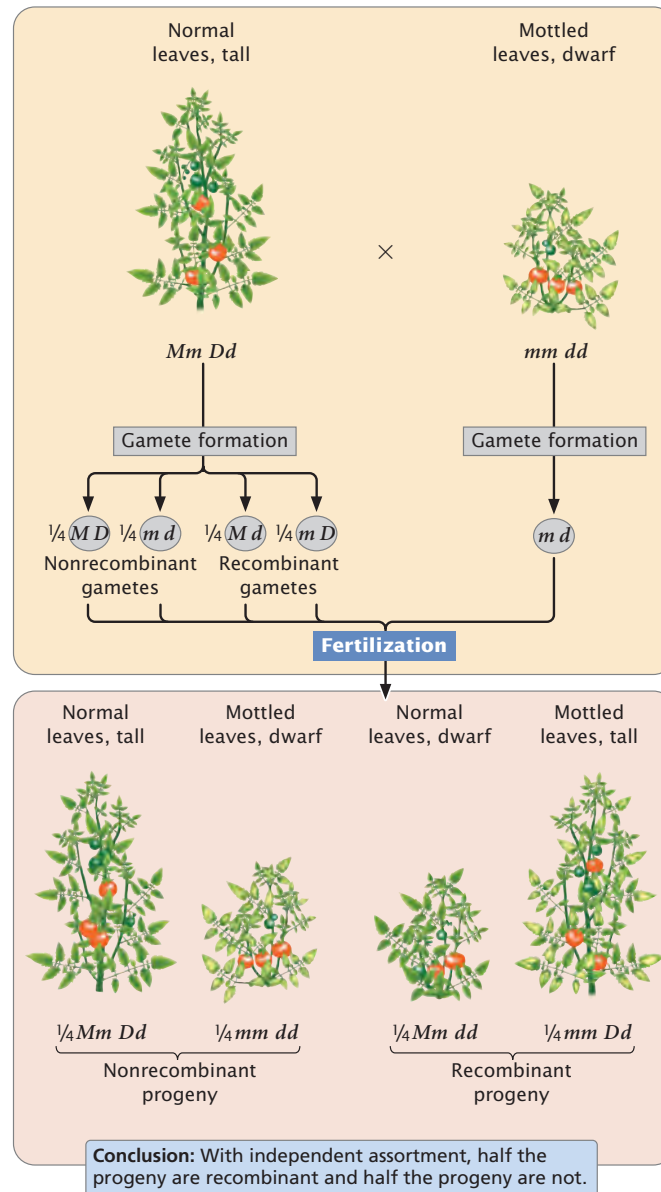 Normal
leaves, tall
Mottled
leaves, dwarf
×
Mm Dd
mm dd
Gamete formation
Gamete formation
¼ M D ¼ m d ¼ M d ¼ m D
m d
Nonrecombinant
gametes
Recombinant
gametes
Fertilization
Normal
leaves, tall
Mottled
leaves, dwarf
Normal
leaves, dwarf
Mottled
leaves, tall
¼ Mm Dd
¼ mm dd
¼ Mm dd
¼ mm Dd
Nonrecombinant
progeny
Recombinant
progeny
Conclusion: With independent assortment, half the
progeny are recombinant and half the progeny are not.